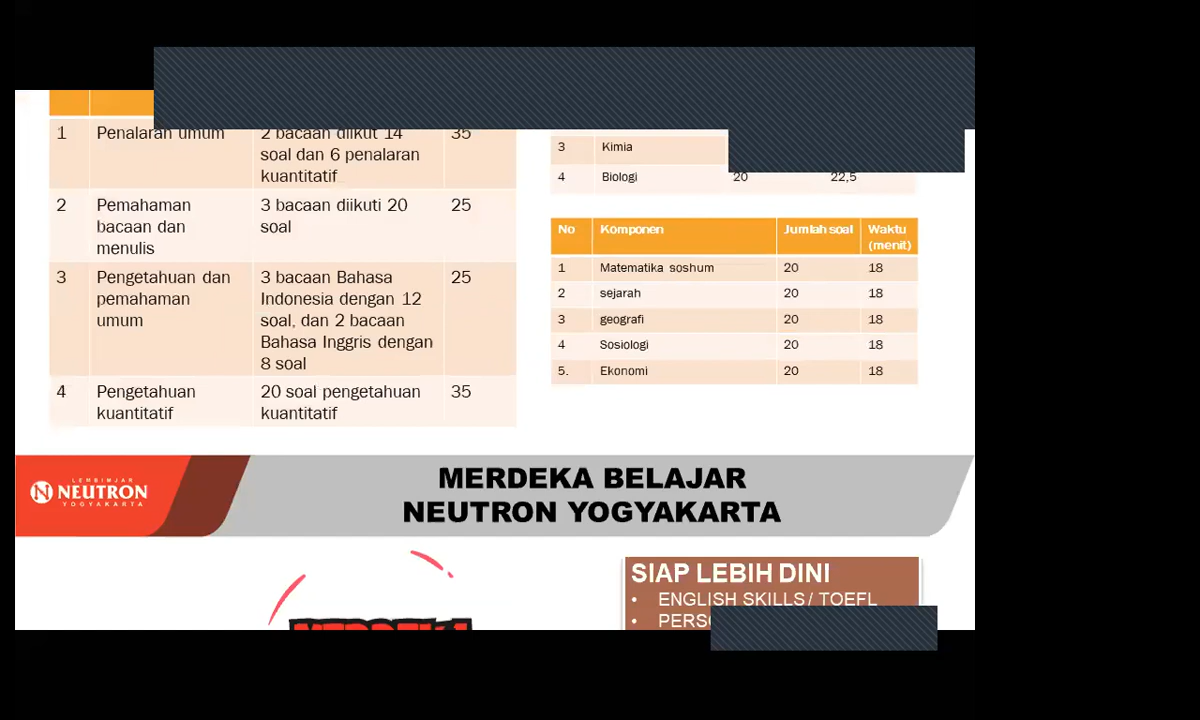 1 Penalaran umum 2 bacaan diikuti 14 35
soal dan 6 penalaran
kuantitatif
2 Pemahaman 3 bacaan diikuti 20 25
bacaan dan soal
menulis
3 Pengetahuan dan 3 bacaan Bahasa 25
pemahaman Indonesia dengan 12
umum soal, dan 2 bacaan
Bahasa Inggris dengan
8 soal
4 Pengetahuan 20 soal pengetahuan 35
kuantitatif kuantitatif
3 Kimia
4 Biologi 20 22,5
No Komponen Jumlah soal Waktu
(menit)
1 Matematika soshum 20 18
2 sejarah 20 18
3 geografi 20 18
4 Sosiologi 20 18
5. Ekonomi 20 18
LEMBIMJAR
NEUTRON
YOGYAKARTA
MERDEKA BELAJAR
NEUTRON YOGYAKARTA
SIAP LEBIH DINI
• ENGLISH SKILLS/ TOEFL